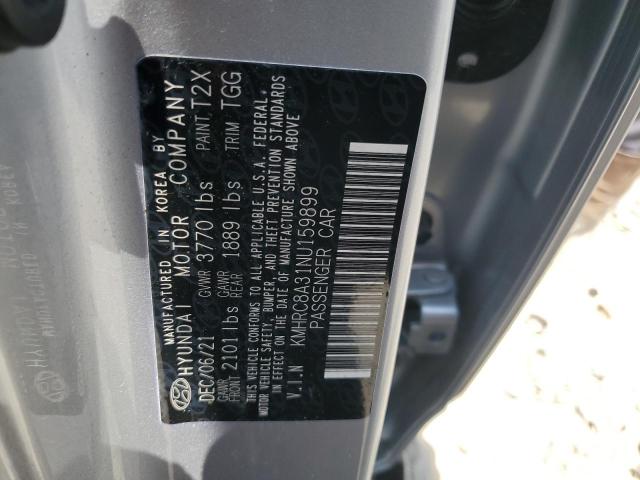 MANUFACTURED IN KOREA BY
HYUNDAI MOTOR COMPANY
DEC/06/21 GVWR 3770 lbs PAINT T2X
GAWR FRONT 2101 lbs GAWR REAR 1889 lbs TRIM TGG
THIS VEHICLE CONFORMS TO ALL APPLICABLE U.S.A. FEDERAL
MOTOR VEHICLE SAFETY, BUMPER, AND THEFT PREVENTION STANDARDS
IN EFFECT ON THE DATE OF MANUFACTURE SHOWN ABOVE
V.I.N KMHRC8A31NU159899
PASSENGER CAR